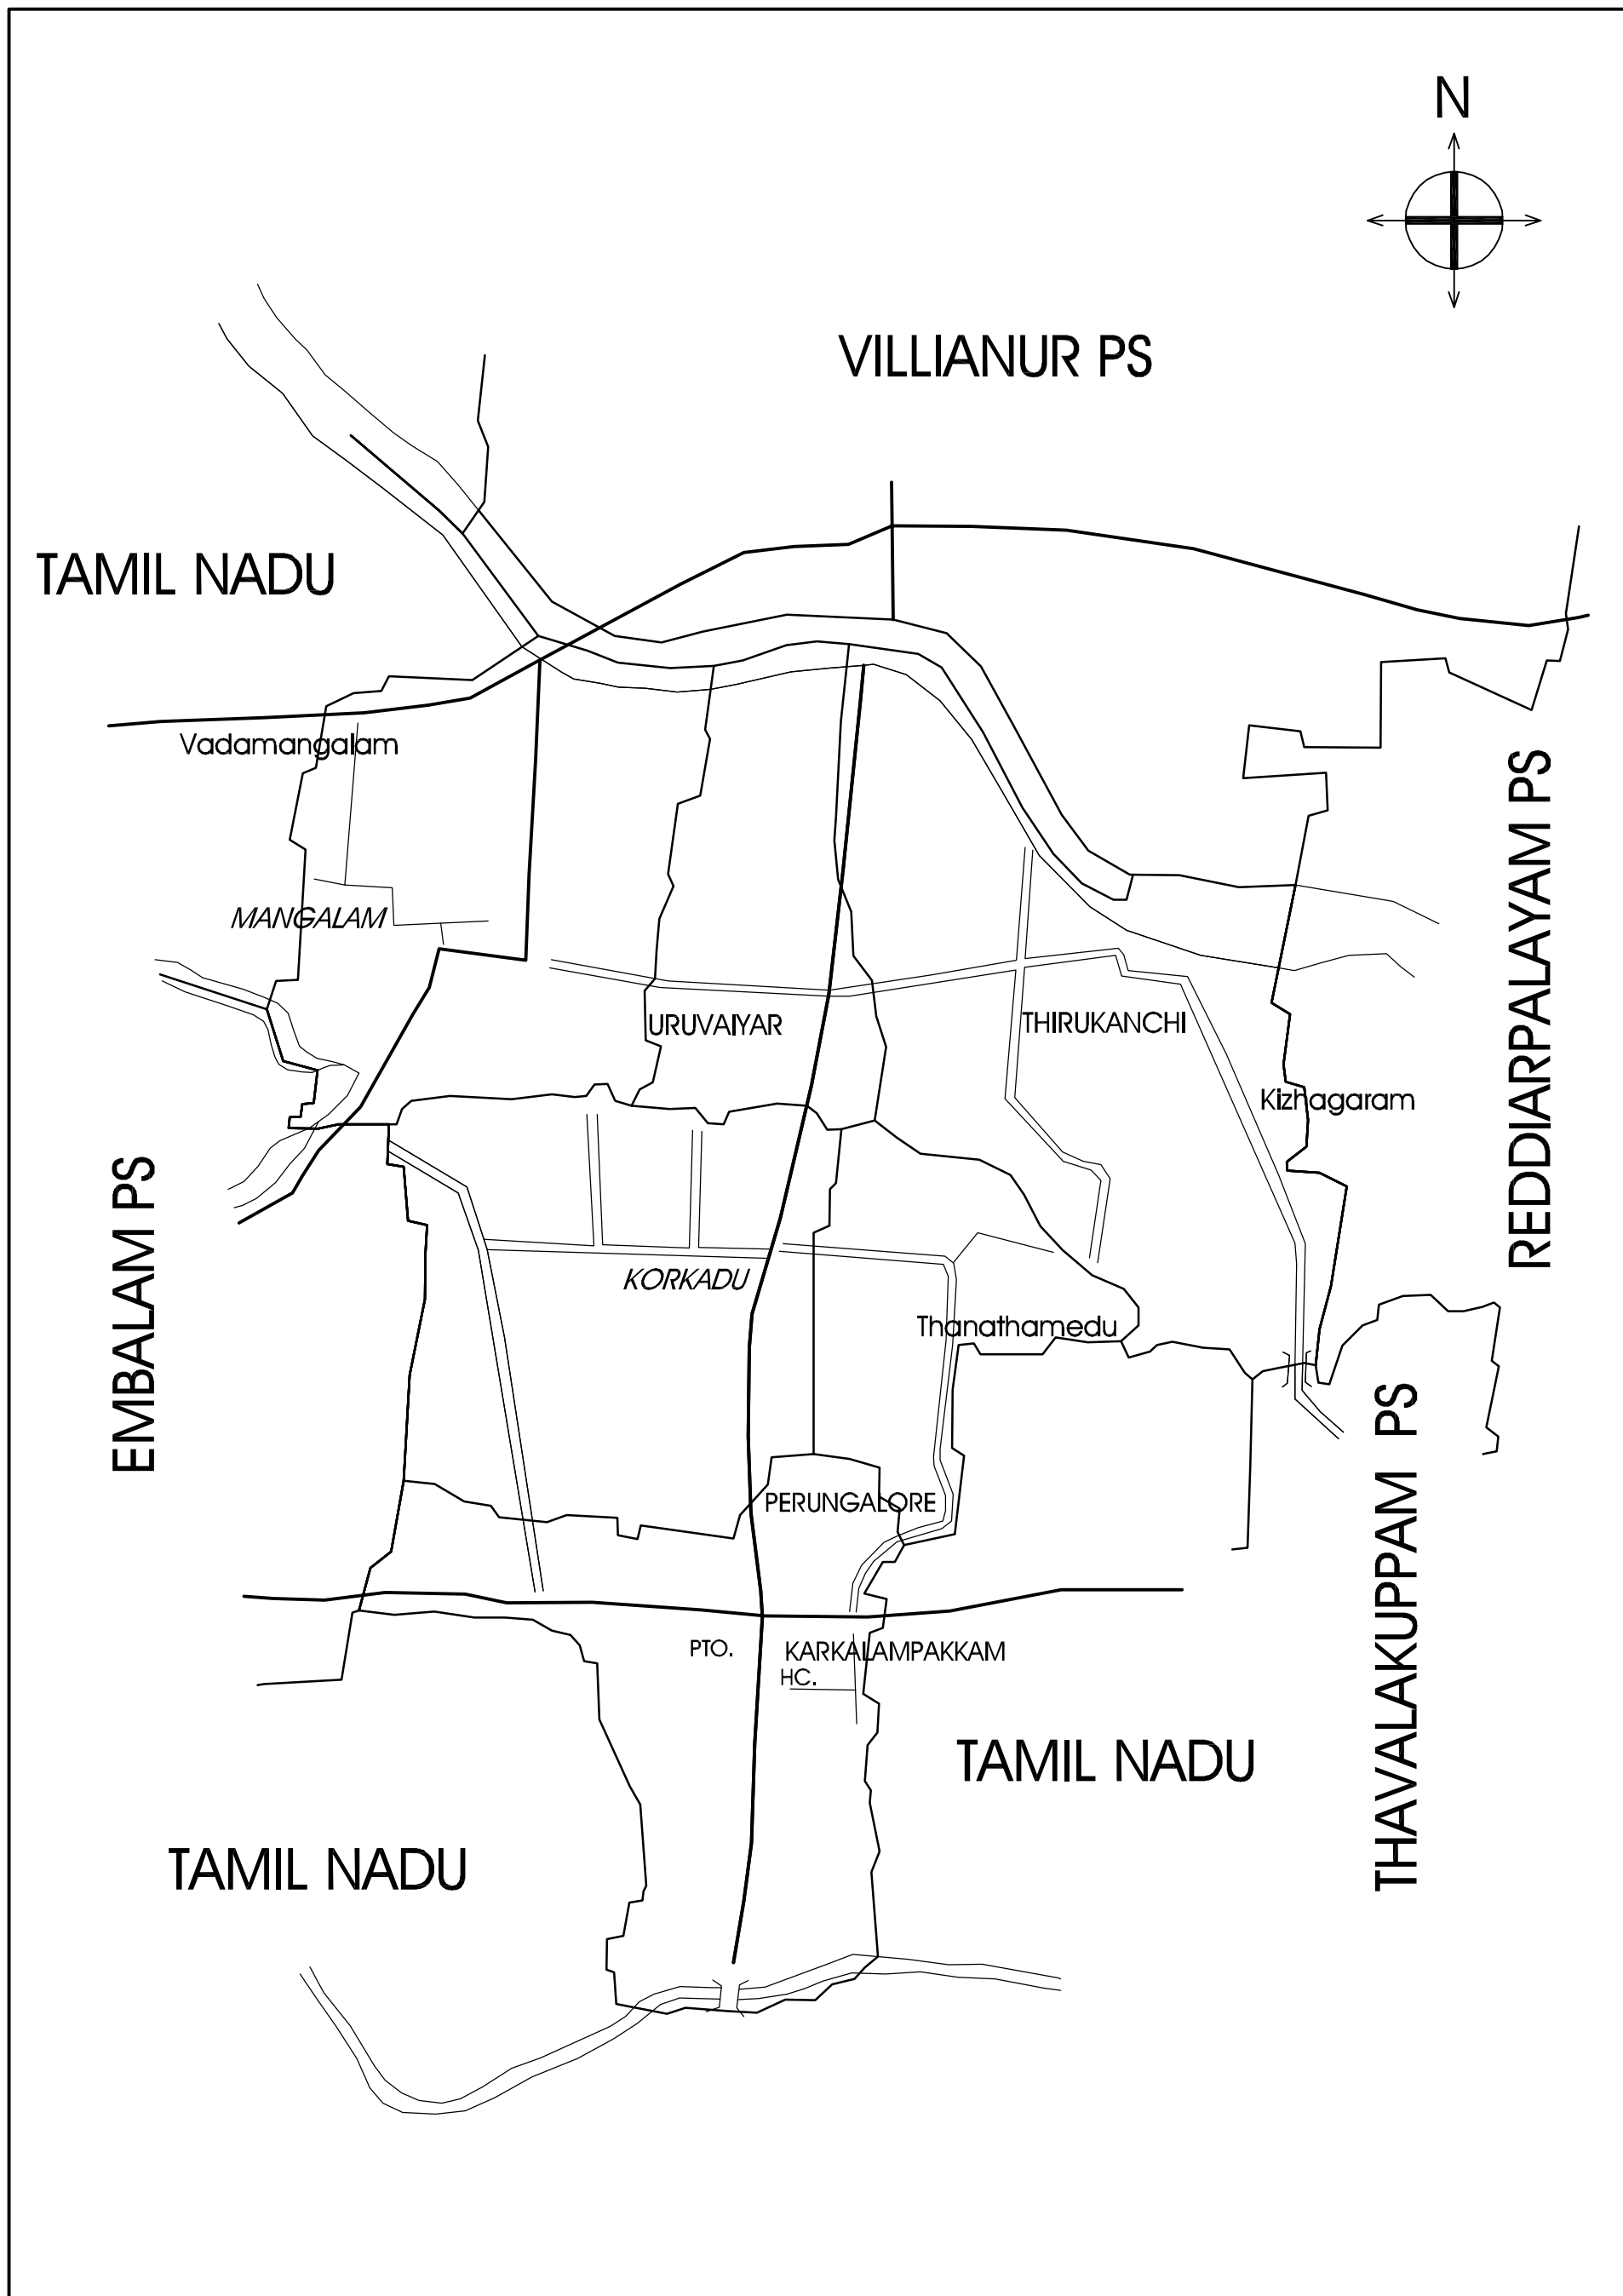 N
VILLIANUR PS
TAMIL NADU
Vadamangalam
REDDIARPALAYAM PS
MANGALAM
URUVAIYAR
THIRUKANCHI
Kizhagaram
EMBALAM PS
KORKADU
Thanathamedu
THAVALAKUPPAM PS
PERUNGALORE
PTO.
KARKALAMPAKKAM
HC.
TAMIL NADU
TAMIL NADU